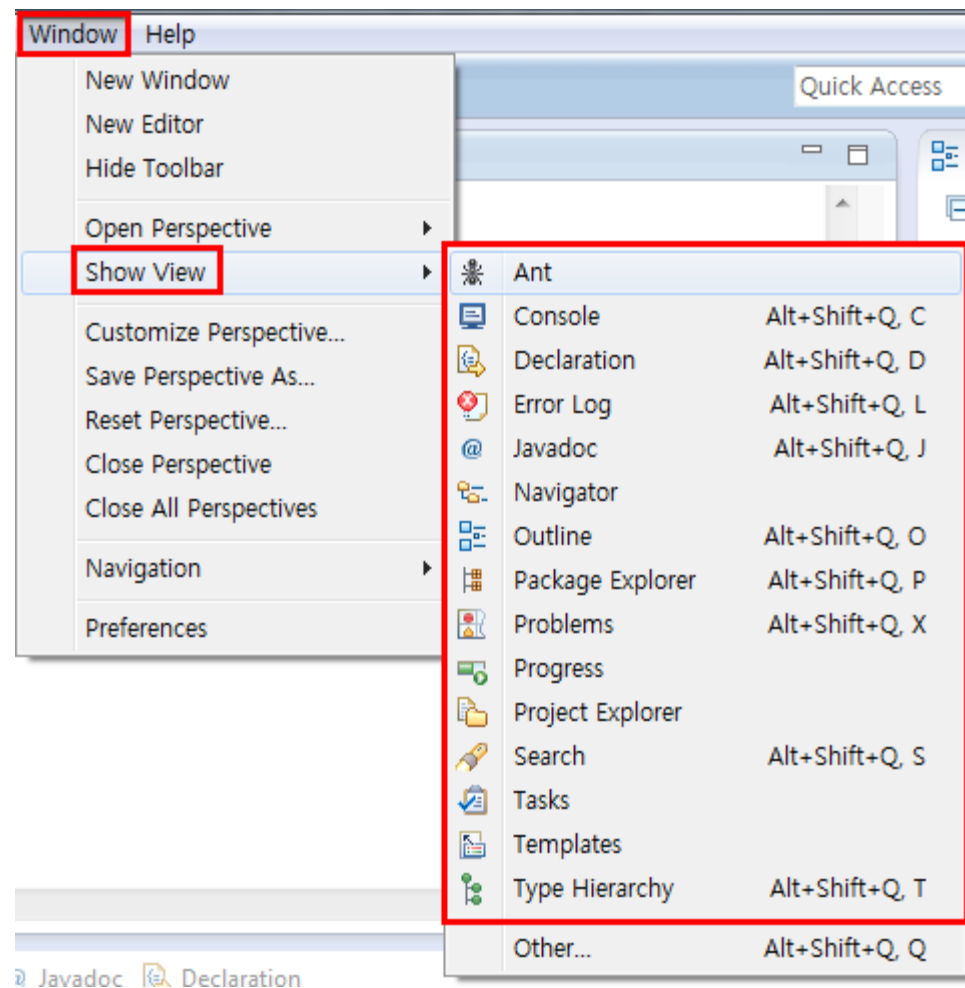 Window Help
New Window
New Editor
Hide Toolbar
Open Perspective
Show View
Customize Perspective...
Save Perspective As...
Reset Perspective...
Close Perspective
Close All Perspectives
Navigation
Preferences
Quick Access
Ant
Console Alt+Shift+Q, C
Declaration Alt+Shift+Q, D
Error Log Alt+Shift+Q, L
Javadoc Alt+Shift+Q, J
Navigator
Outline Alt+Shift+Q, O
Package Explorer Alt+Shift+Q, P
Problems Alt+Shift+Q, X
Progress
Project Explorer
Search Alt+Shift+Q, S
Tasks
Templates
Type Hierarchy Alt+Shift+Q, T
Other... Alt+Shift+Q, Q
Javadoc Declaration